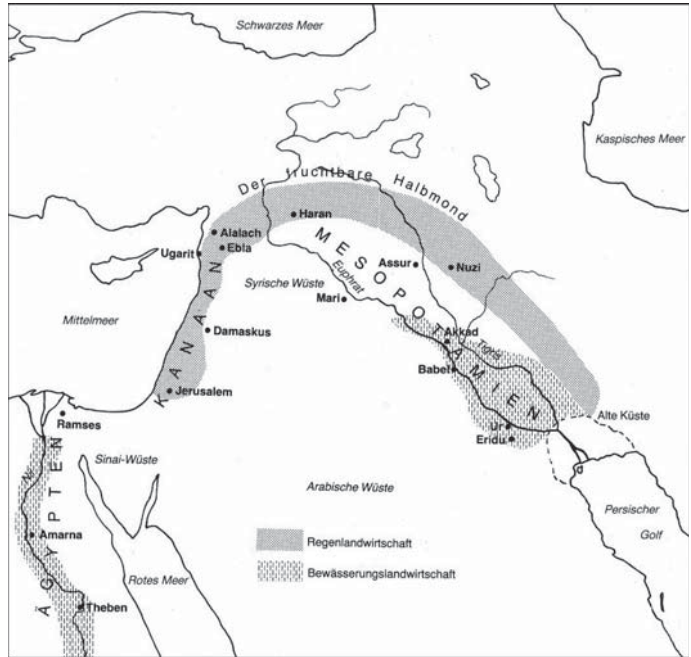 Schwarzes Meer
Kaspisches Meer
Der fruchtbare Halbmond
Haran
Alalach
Ebla
Ugarit
MESOPOTAMIEN
Assur
Nuzi
Euphrat
Syrische Wüste
Mari
Mittelmeer
KANAAN
Damaskus
Akkad
Tigris
Babel
Jerusalem
Ramses
Alte Küste
Ur
Eridu
Sinai-Wüste
Arabische Wüste
Nil
ÄGYPTEN
Amarna
Persischer
Golf
Regenlandwirtschaft
Rotes Meer
Bewässerungslandwirtschaft
Theben